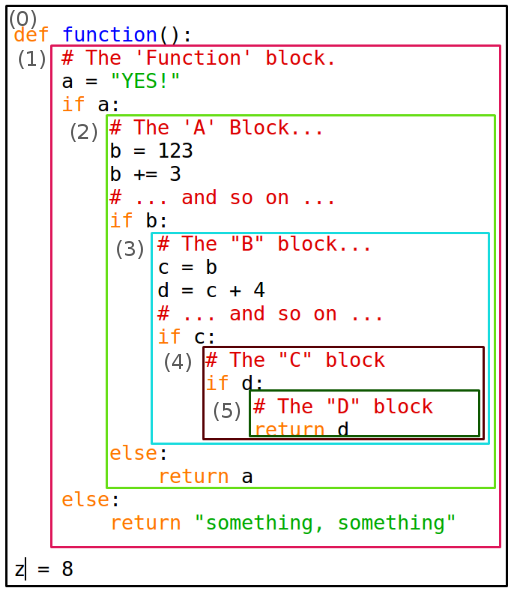 (0)
def function():
(1) # The 'Function' block.
a = "YES!"
if a:
(2) # The 'A' Block...
b = 123
b += 3
# ... and so on ...
if b:
(3) # The "B" block...
c = b
d = c + 4
# ... and so on ...
if c:
(4) # The "C" block
if d:
(5) # The "D" block
return d
else:
return a
else:
return "something, something"
z = 8